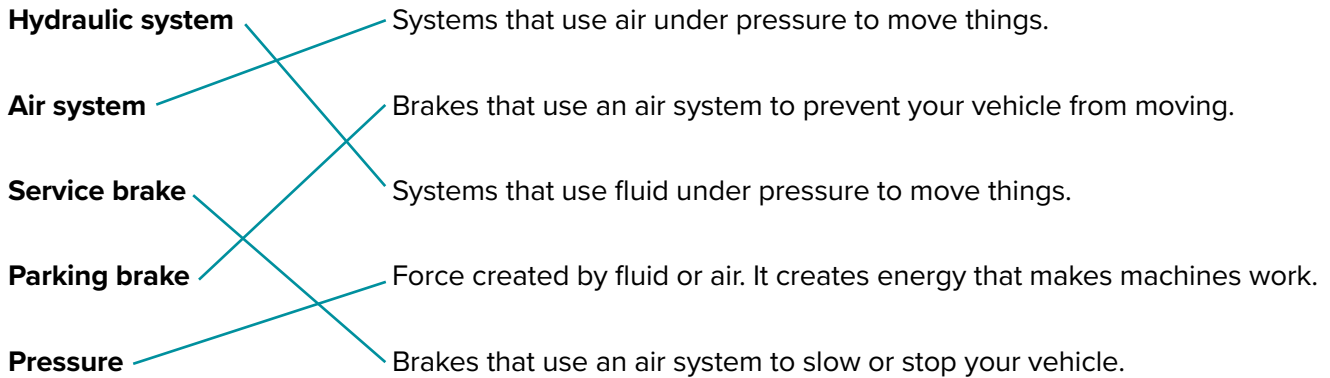 Hydraulic system Systems that use air under pressure to move things.
Air system Brakes that use an air system to prevent your vehicle from moving.
Service brake Systems that use fluid under pressure to move things.
Parking brake Force created by fluid or air. It creates energy that makes machines work.
Pressure Brakes that use an air system to slow or stop your vehicle.